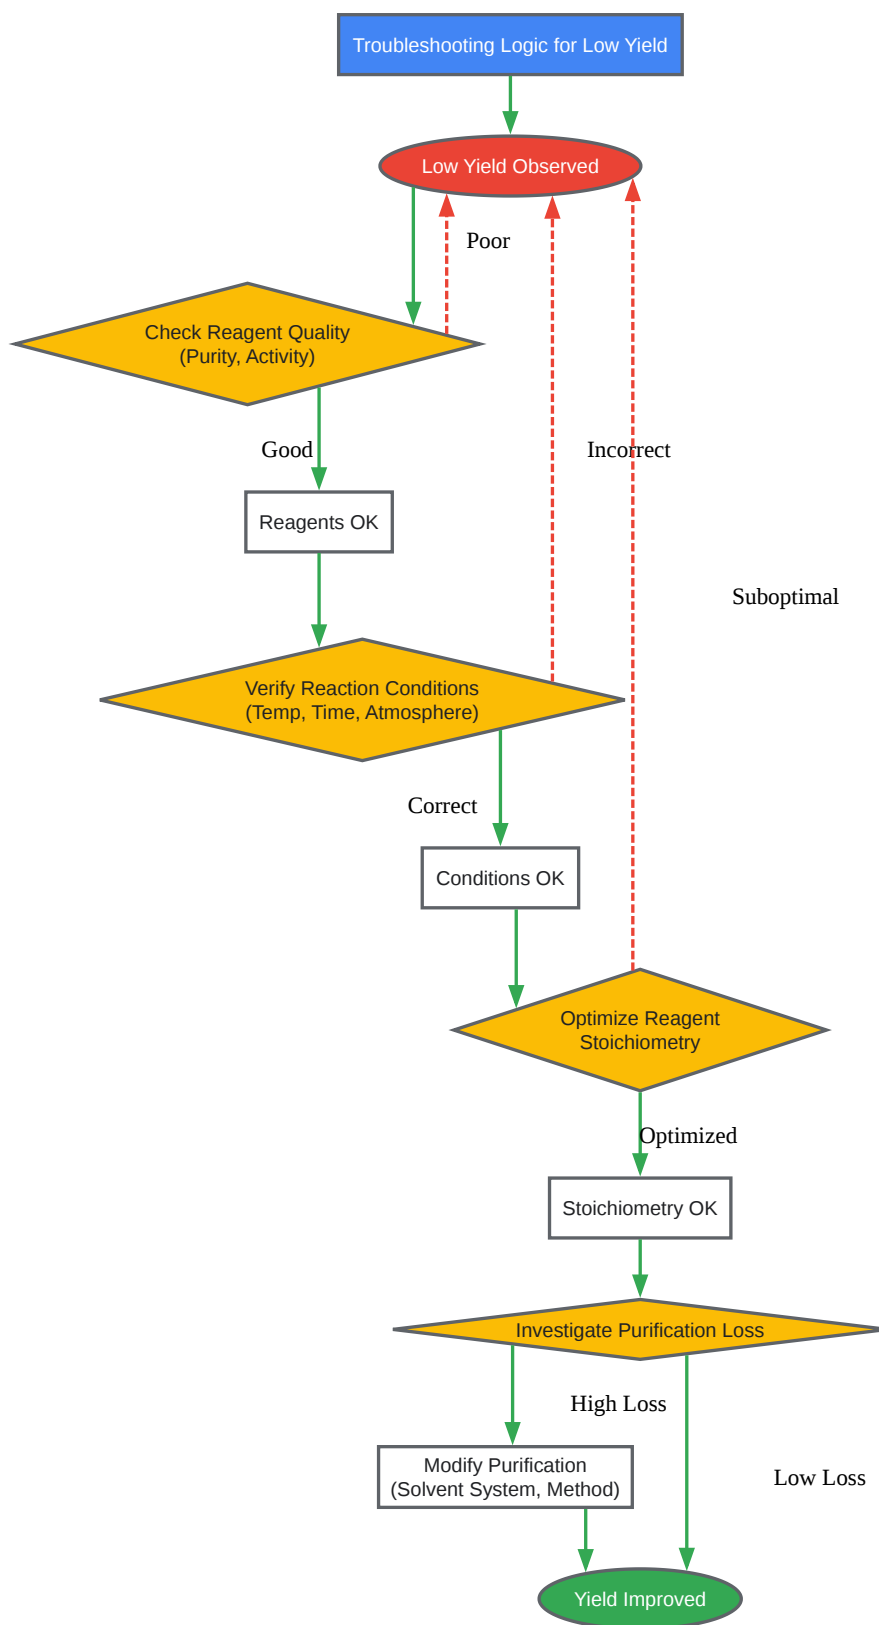 Troubleshooting Logic for Low Yield
Low Yield Observed
Poor
Check Reagent Quality
(Purity, Activity)
Good
Incorrect
Reagents OK
Suboptimal
Verify Reaction Conditions
(Temp, Time, Atmosphere)
Correct
Conditions OK
Optimize Reagent
Stoichiometry
Optimized
Stoichiometry OK
Investigate Purification Loss
High Loss
Modify Purification
(Solvent System, Method)
Low Loss
Yield Improved